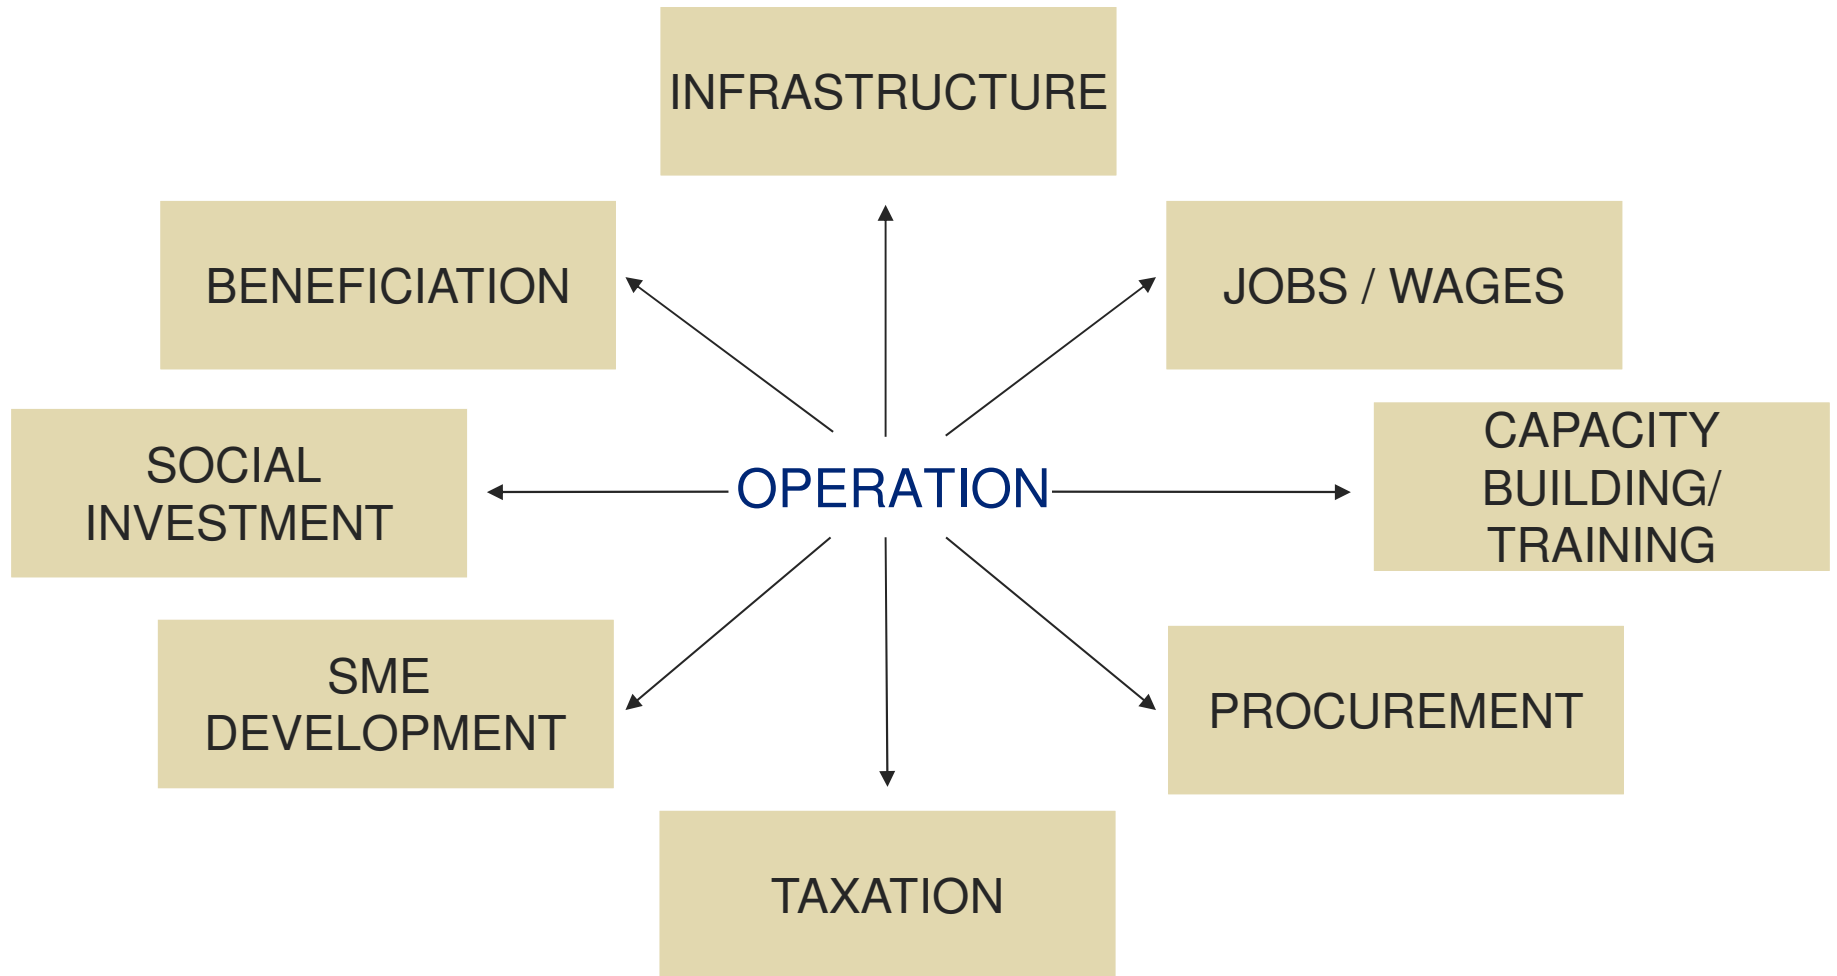 INFRASTRUCTURE
BENEFICIATION
JOBS / WAGES
SOCIAL
INVESTMENT
OPERATION
CAPACITY
BUILDING/
TRAINING
SME
DEVELOPMENT
PROCUREMENT
TAXATION